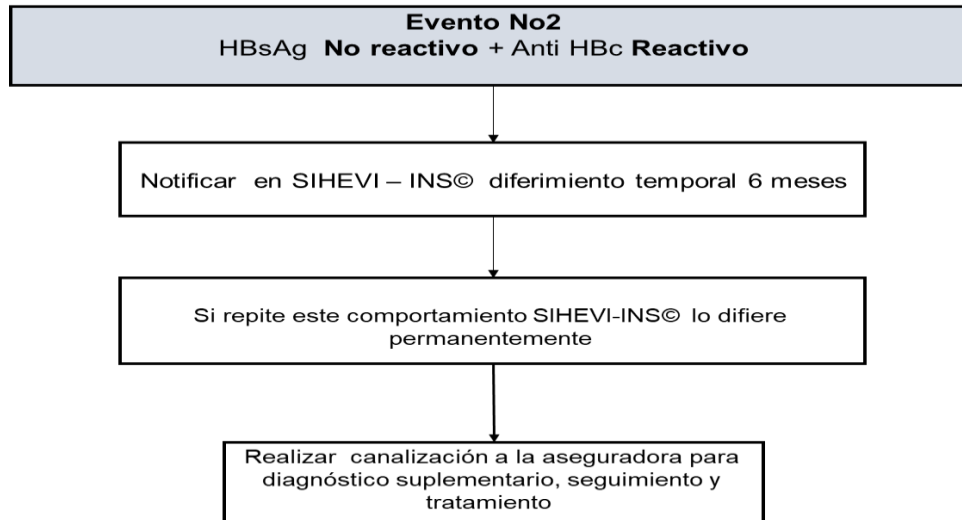 Evento No2
HBsAg No reactivo + Anti HBc Reactivo
Notificar en SIHEVI – INS© diferimiento temporal 6 meses
Si repite este comportamiento SIHEVI-INS© lo difiere
permanentemente
Realizar canalización a la aseguradora para
diagnóstico suplementario, seguimiento y
tratamiento